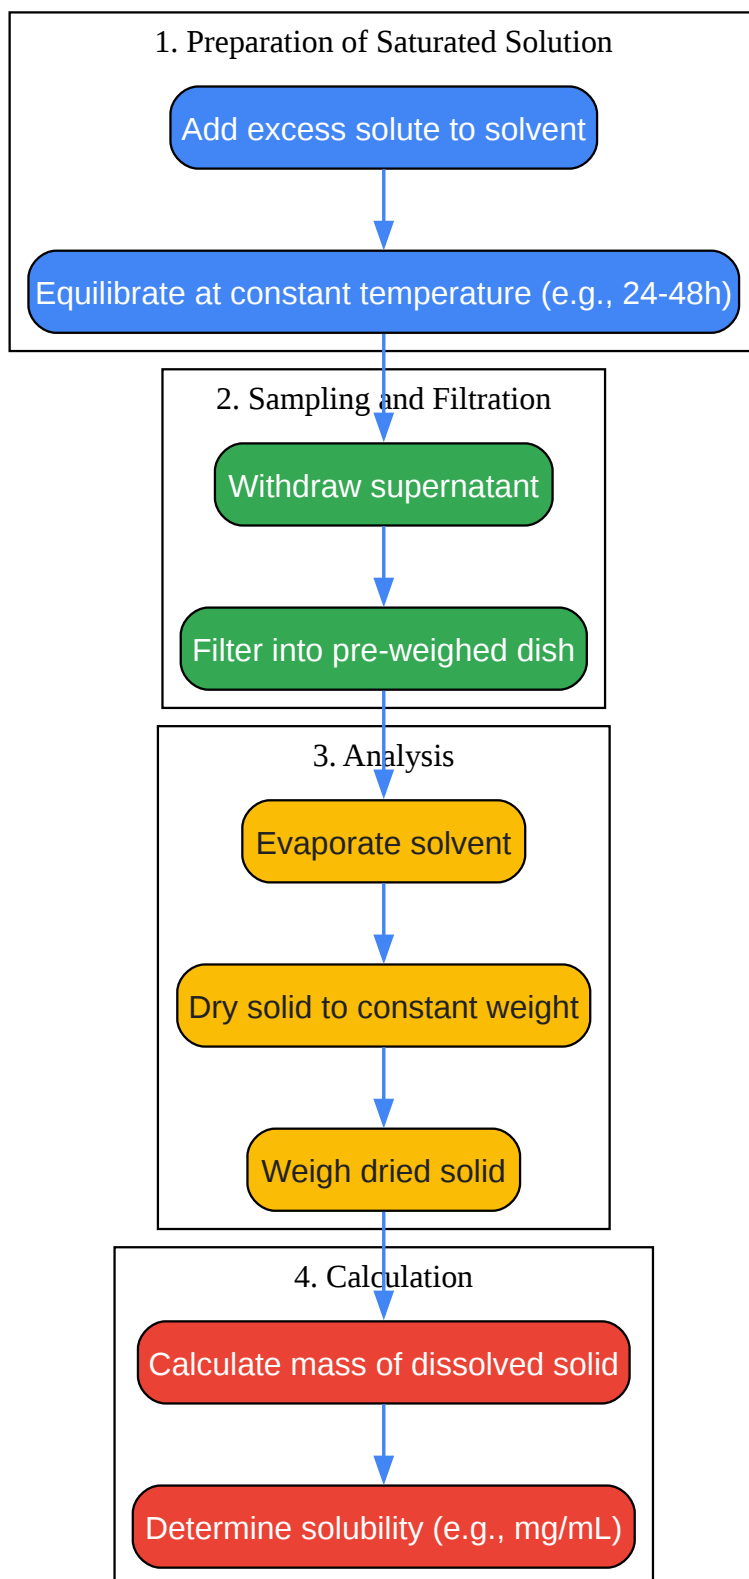 1. Preparation of Saturated Solution
Add excess solute to solvent
Equilibrate at constant temperature (e.g., 24-48h)
2. Sampling and Filtration
Withdraw supernatant
Filter into pre-weighed dish
3. Analysis
Evaporate solvent
Dry solid to constant weight
Weigh dried solid
4. Calculation
Calculate mass of dissolved solid
Determine solubility (e.g., mg/mL)